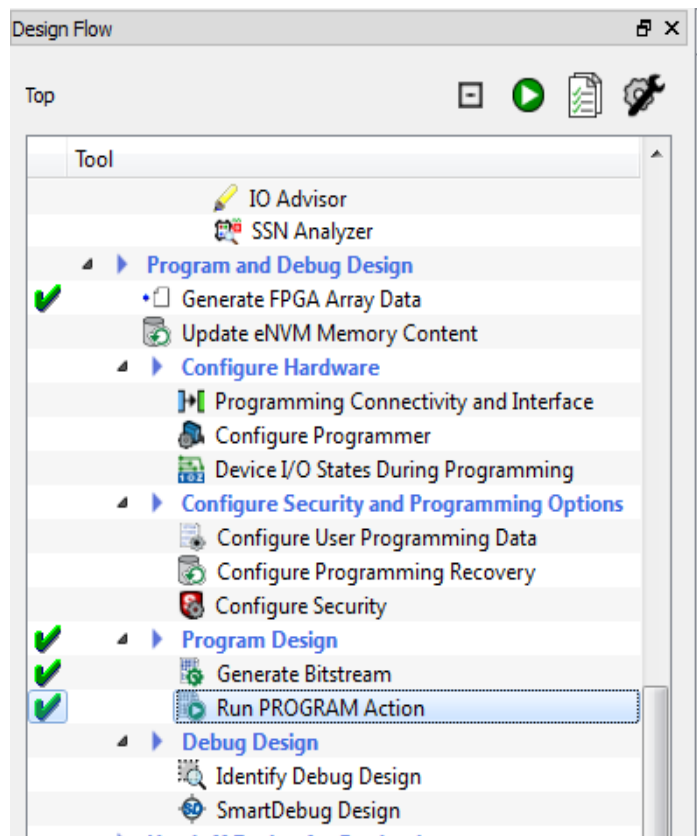 Design Flow
Top
Tool
IO Advisor
SSN Analyzer
Program and Debug Design
Generate FPGA Array Data
Update eNVM Memory Content
Configure Hardware
Programming Connectivity and Interface
Configure Programmer
Device I/O States During Programming
Configure Security and Programming Options
Configure User Programming Data
Configure Programming Recovery
Configure Security
Program Design
Generate Bitstream
Run PROGRAM Action
Debug Design
Identify Debug Design
SmartDebug Design